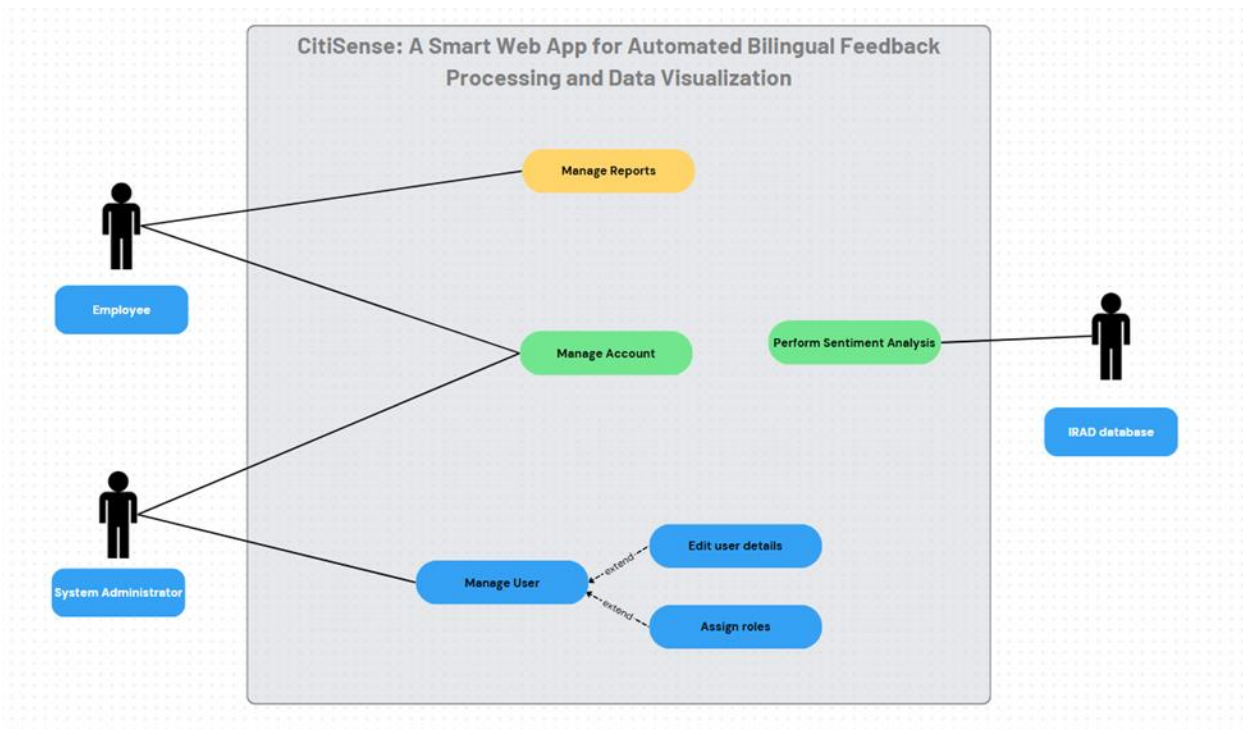 CitiSense: A Smart Web App for Automated Bilingual Feedback
Processing and Data Visualization
Manage Reports
Employee
Manage Account
Perform Sentiment Analysis
IRAD database
System Administrator
Manage User
extend
Edit user details
extend
Assign roles